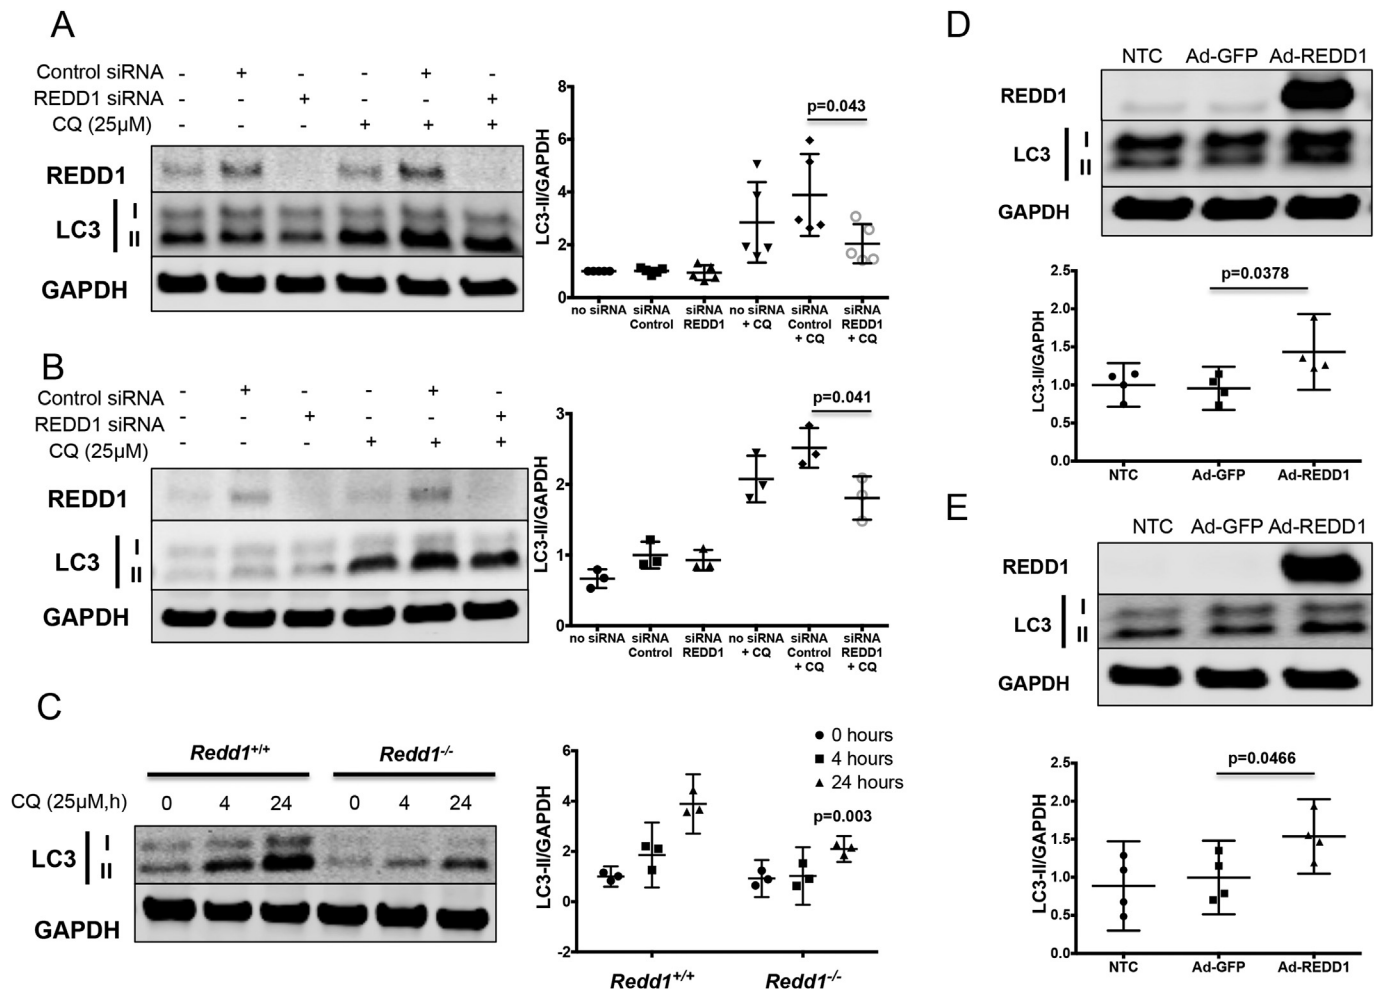 A
Control siRNA - + - - + -
REDD1 siRNA - - + - - +
CQ (25µM) - - - + + +
REDD1
LC3 I
II
GAPDH
LC3-II/GAPDH
8
6
4
2
0
p=0.043
no siRNA
siRNA Control
siRNA REDD1
no siRNA + CQ
siRNA Control + CQ
siRNA REDD1 + CQ
B
Control siRNA - + - - + -
REDD1 siRNA - - + - - +
CQ (25µM) - - - + + +
REDD1
LC3 I
II
GAPDH
LC3-II/GAPDH
3
2
1
0
p=0.041
no siRNA
siRNA Control
siRNA REDD1
no siRNA + CQ
siRNA Control + CQ
siRNA REDD1 + CQ
C
Redd1+/+ Redd1-/-
CQ (25µM,h) 0 4 24 0 4 24
LC3 I
II
GAPDH
LC3-II/GAPDH
6
4
2
0
-2
0 hours
4 hours
24 hours
p=0.003
Redd1+/+ Redd1-/-
D
NTC Ad-GFP Ad-REDD1
REDD1
LC3 I
II
GAPDH
LC3-II/GAPDH
2.5
2.0
1.5
1.0
0.5
0.0
p=0.0378
NTC Ad-GFP Ad-REDD1
E
NTC Ad-GFP Ad-REDD1
REDD1
LC3 I
II
GAPDH
LC3-II/GAPDH
2.5
2.0
1.5
1.0
0.5
0.0
p=0.0466
NTC Ad-GFP Ad-REDD1